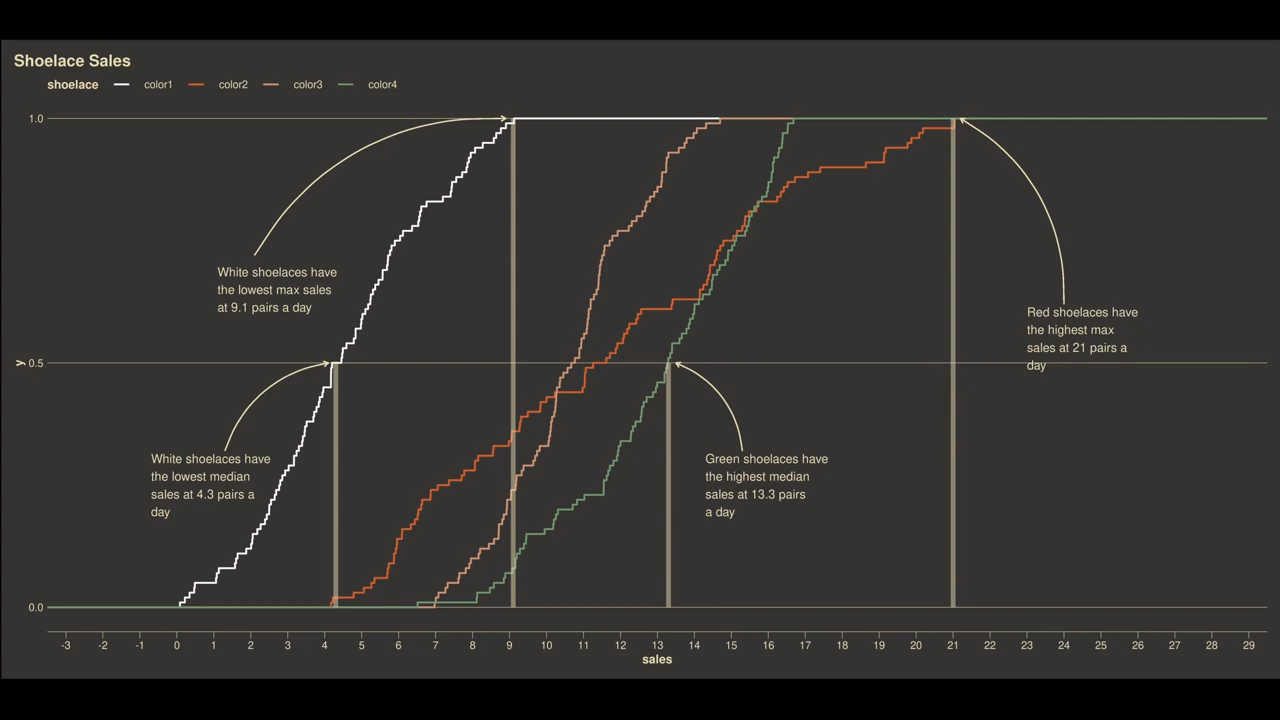 Shoelace Sales
shoelace color1 color2 color3 color4
1.0
White shoelaces have
the lowest max sales
at 9.1 pairs a day
Red shoelaces have
the highest max
sales at 21 pairs a
day
y
0.5
White shoelaces have
the lowest median
sales at 4.3 pairs a
day
Green shoelaces have
the highest median
sales at 13.3 pairs
a day
0.0
-3 -2 -1 0 1 2 3 4 5 6 7 8 9 10 11 12 13 14 15 16 17 18 19 20 21 22 23 24 25 26 27 28 29
sales